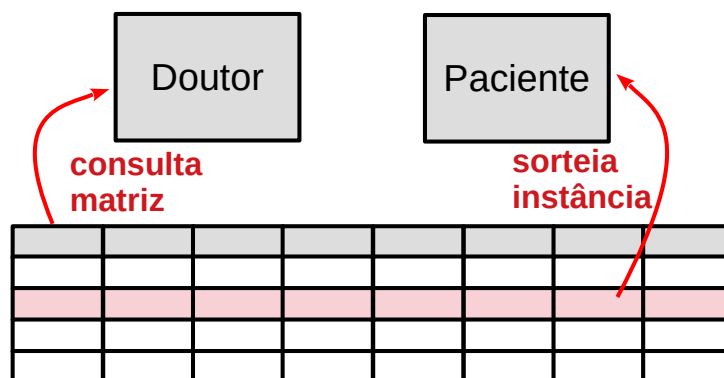 Doutor
Paciente
consulta
matriz
sorteia
instância